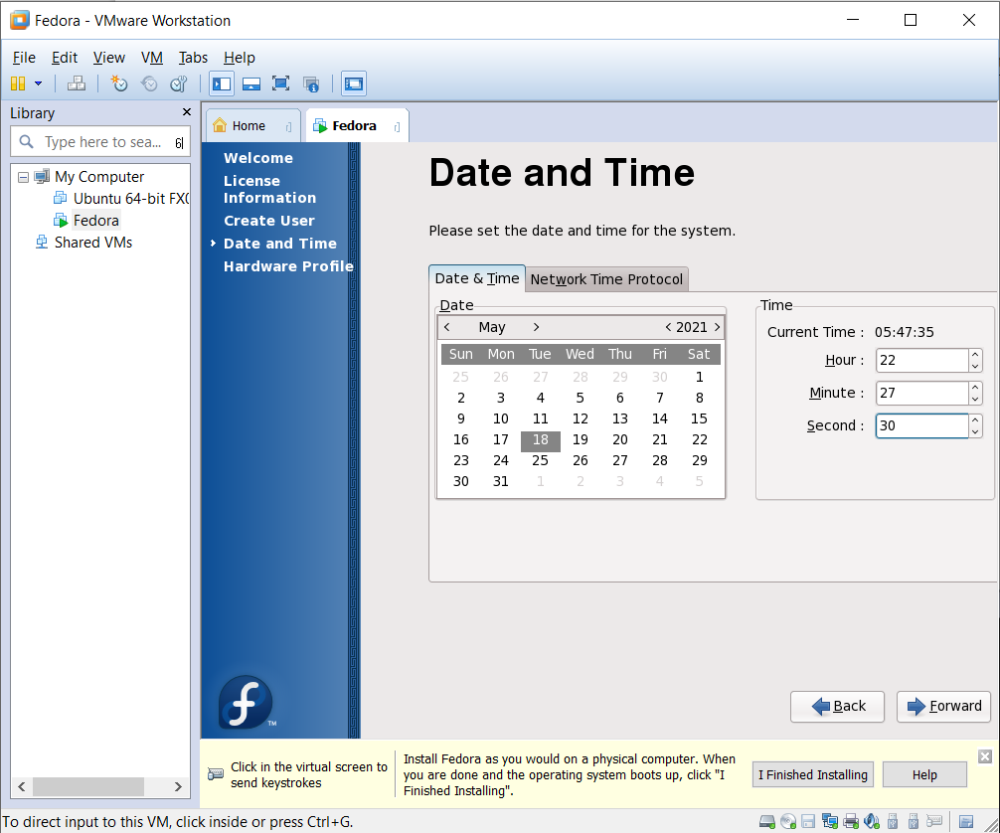 Fedora - VMware Workstation
File Edit View VM Tabs Help
Library
Type here to sea...
My Computer
Ubuntu 64-bit FX
Fedora
Shared VMs
Home
Fedora
Welcome
License
Information
Create User
Date and Time
Hardware Profile
TM
Date and Time
Please set the date and time for the system.
Date & Time Network Time Protocol
Date
< May > < 2021 >
Sun Mon Tue Wed Thu Fri Sat
25 26 27 28 29 30 1
2 3 4 5 6 7 8
9 10 11 12 13 14 15
16 17 18 19 20 21 22
23 24 25 26 27 28 29
30 31 1 2 3 4 5
Time
Current Time : 05:47:35
Hour : 22
Minute : 27
Second : 30
Back Forward
Click in the virtual screen to
send keystrokes
Install Fedora as you would on a physical computer. When
you are done and the operating system boots up, click "I
Finished Installing".
I Finished Installing Help
To direct input to this VM, click inside or press Ctrl+G.